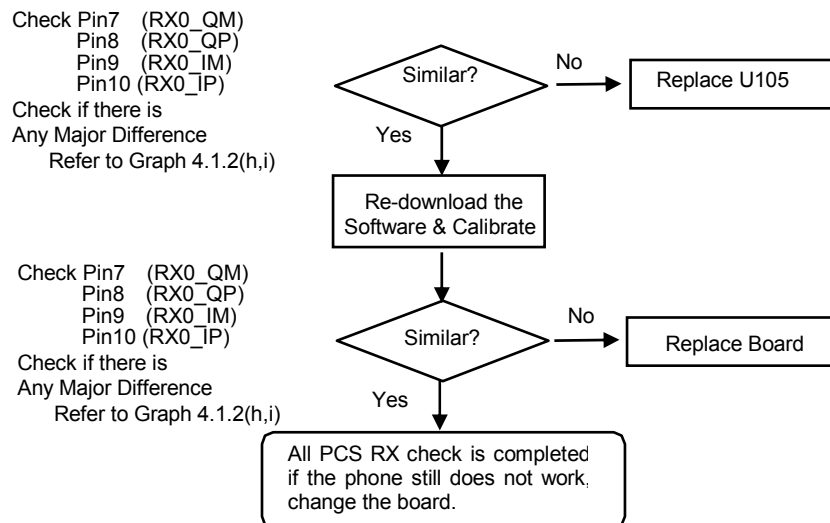 Check Pin7 (RX0_QM)
Pin8 (RX0_QP)
Pin9 (RX0_IM)
Pin10 (RX0_IP)
Check if there is
Any Major Difference
Refer to Graph 4.1.2(h,i)
Similar?
No
Replace U105
Yes
Re-download the
Software & Calibrate
Check Pin7 (RX0_QM)
Pin8 (RX0_QP)
Pin9 (RX0_IM)
Pin10 (RX0_IP)
Check if there is
Any Major Difference
Refer to Graph 4.1.2(h,i)
Similar?
No
Replace Board
Yes
All PCS RX check is completed
if the phone still does not work,
change the board.